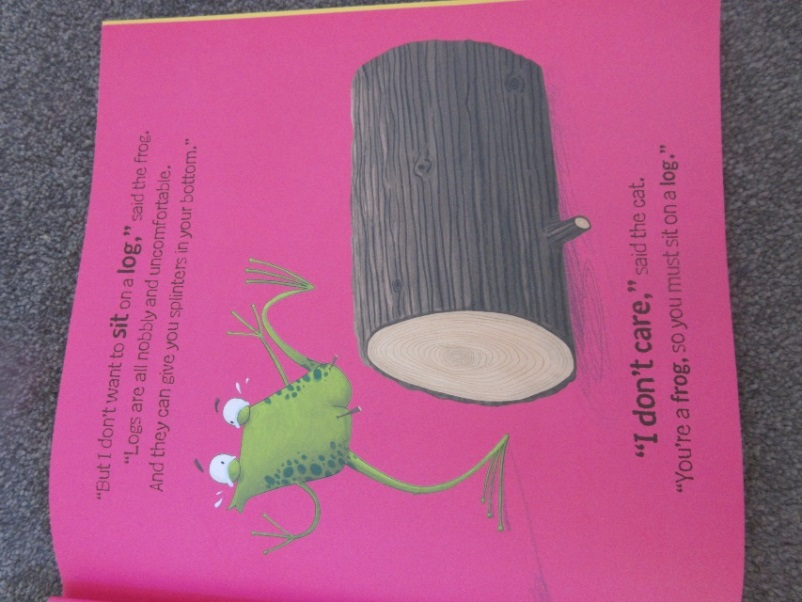 “But I don't want to sit on a log,” said the frog.
“Logs are all nobbly and uncomfortable.
And they can give you splinters in your bottom.”
“I don't care,” said the cat.
“You're a frog, so you must sit on a log.”